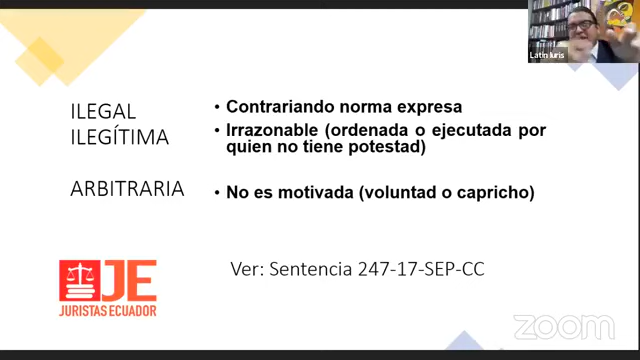 Latin Iuris
ILEGAL
ILEGÍTIMA
ARBITRARIA
• Contrariando norma expresa
• Irrazonable (ordenada o ejecutada por
quien no tiene potestad)
• No es motivada (voluntad o capricho)
Ver: Sentencia 247-17-SEP-CC
JE
JURISTAS ECUADOR
zoom